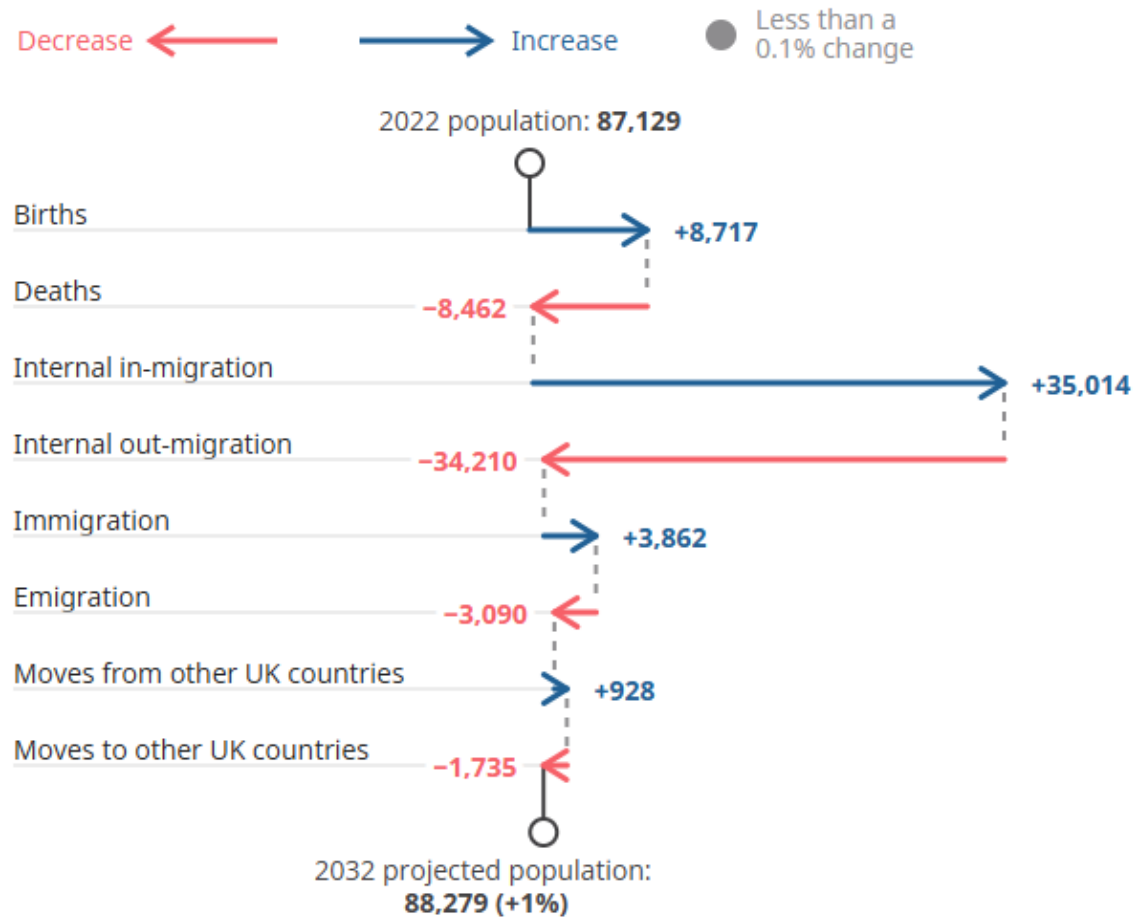 Decrease
Increase
Less than a
0.1% change
2022 population: 87,129
Births
+8,717
Deaths
−8,462
Internal in-migration
+35,014
Internal out-migration
−34,210
Immigration
+3,862
Emigration
−3,090
Moves from other UK countries
+928
Moves to other UK countries
−1,735
2032 projected population:
88,279 (+1%)